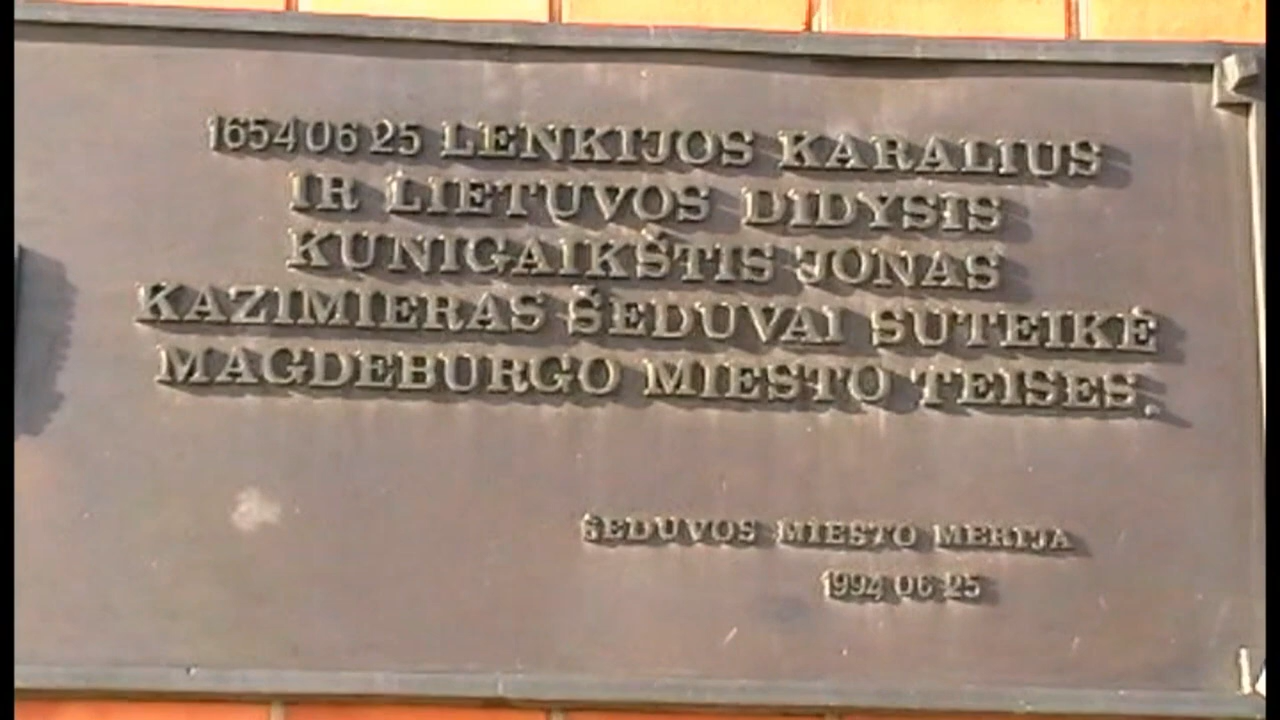 1654 06 25 LENKIJOS KARALIUS
IR LIETUVOS DIDYSIS
KUNIGAIKŠTIS JONAS
KAZIMIERAS ŠEDUVAI SUTEIKĖ
MAGDEBURGO MIESTO TEISES.
ŠEDUVOS MIESTO MERIJA
1994 06 25